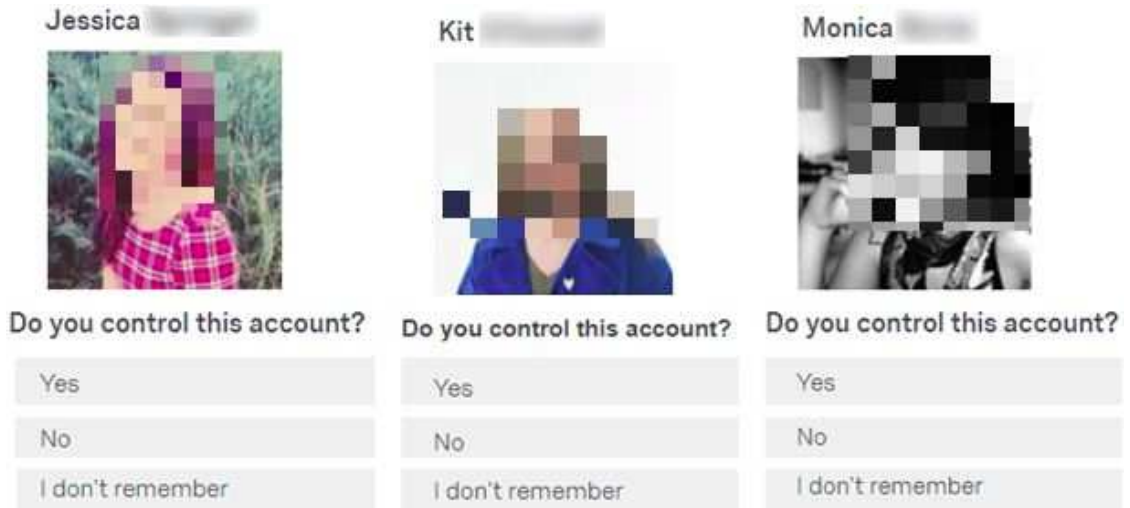 Jessica
Do you control this account?
Yes
No
I don't remember
Kit
Do you control this account?
Yes
No
I don't remember
Monica
Do you control this account?
Yes
No
I don't remember